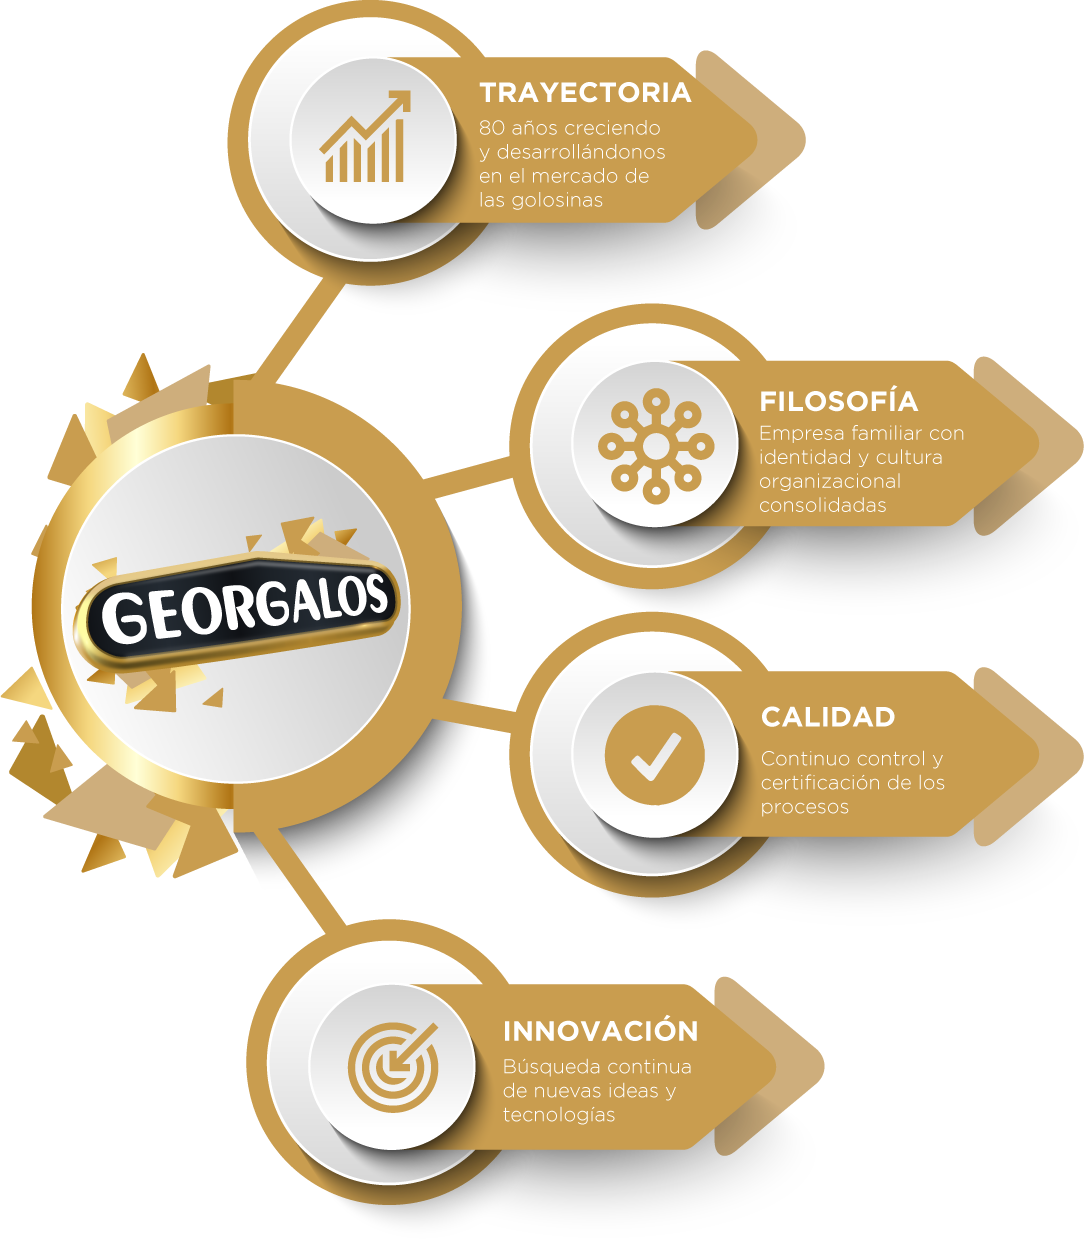 TRAYECTORIA
80 años creciendo
y desarrollándonos
en el mercado de
las golosinas
FILOSOFÍA
Empresa familiar con
identidad y cultura
organizacional
consolidadas
GEORGALOS
CALIDAD
Continuo control y
certificación de los
procesos
INNOVACIÓN
Búsqueda continua
de nuevas ideas y
tecnologías